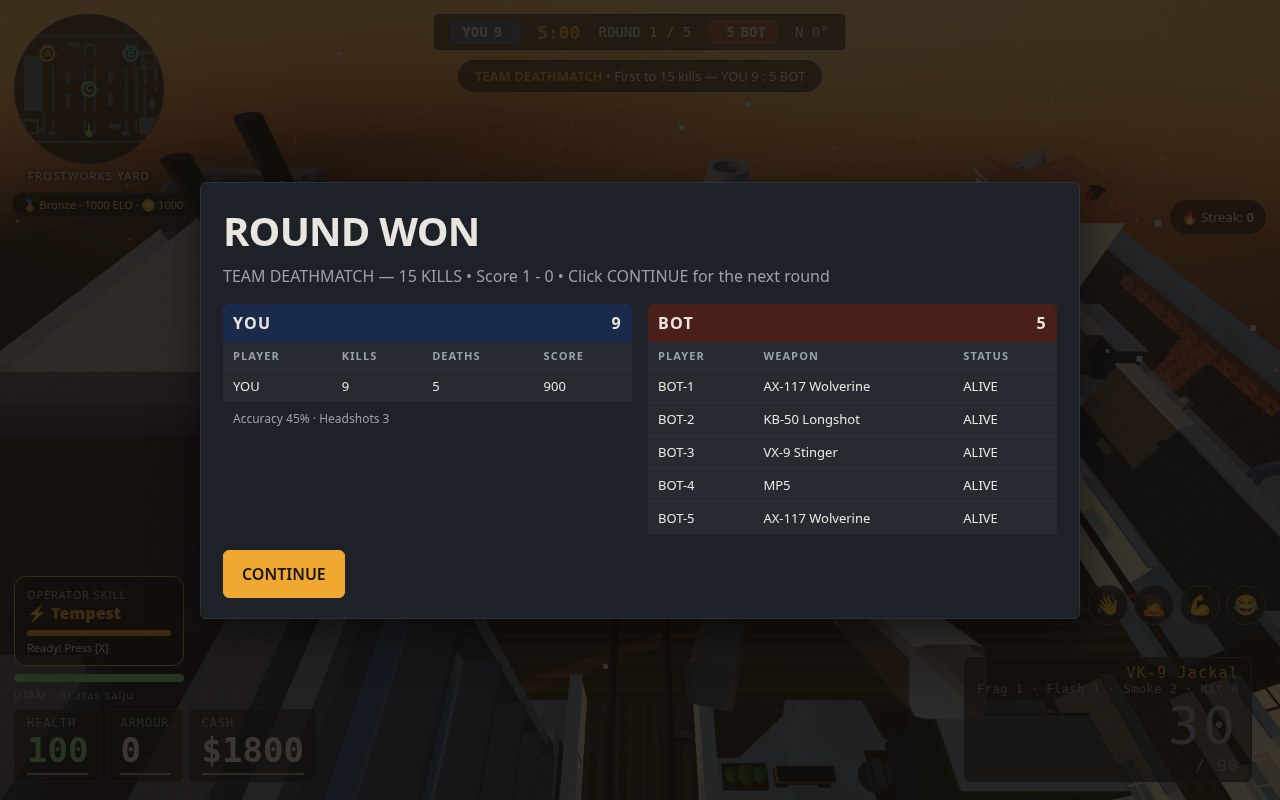 YOU 9 5:00 ROUND 1 / 5 5 BOT N 0°
TEAM DEATHMATCH • First to 15 kills — YOU 9 : 5 BOT
A
B
C
FROSTWORKS YARD
Bronze · 1000 ELO · 1000
Streak: 0
ROUND WON
TEAM DEATHMATCH — 15 KILLS • Score 1 - 0 • Click CONTINUE for the next round
YOU 9
PLAYER KILLS DEATHS SCORE
YOU 9 5 900
Accuracy 45% · Headshots 3
BOT 5
PLAYER WEAPON STATUS
BOT-1 AX-117 Wolverine ALIVE
BOT-2 KB-50 Longshot ALIVE
BOT-3 VX-9 Stinger ALIVE
BOT-4 MP5 ALIVE
BOT-5 AX-117 Wolverine ALIVE
CONTINUE
OPERATOR SKILL
⚡ Tempest
Ready! Press [X]
DIAM · di atas salju
HEALTH
100
ARMOUR
0
CASH
$1800
VK-9 Jackal
Frag 1 · Flash 1 · Smoke 2 · Kit 0
30
/ 90